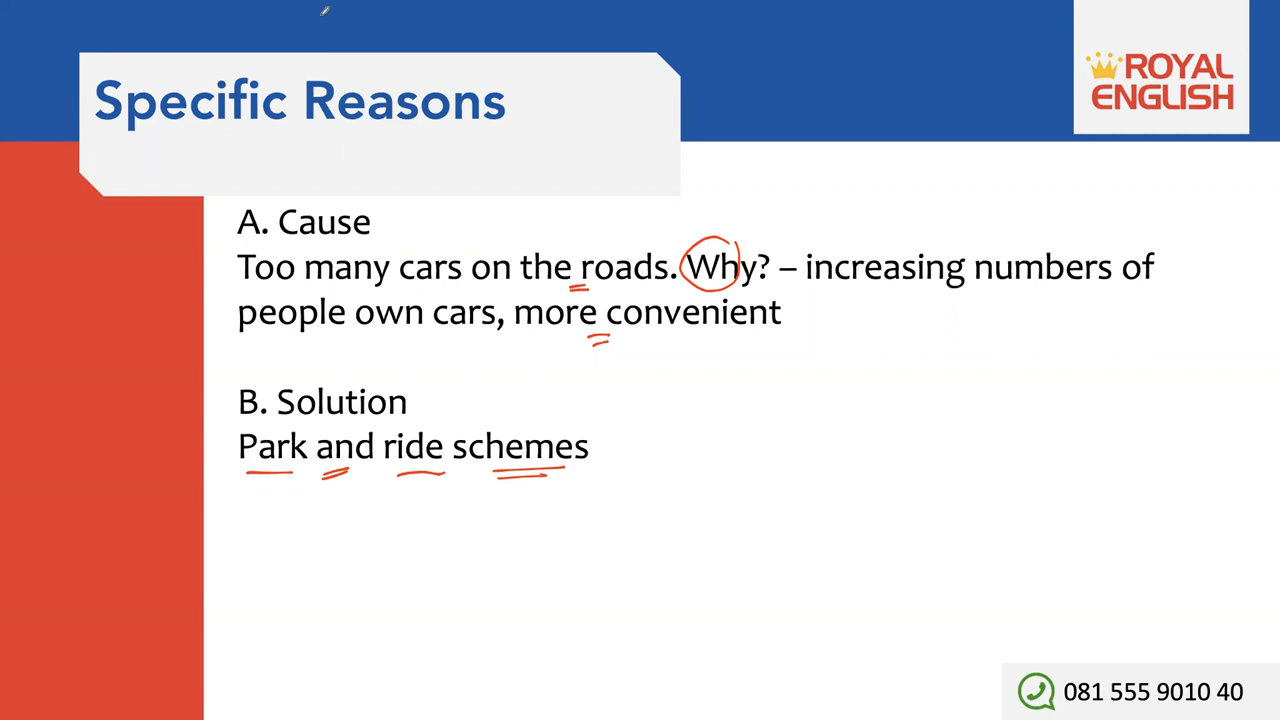 Specific Reasons
ROYAL
ENGLISH
A. Cause
Too many cars on the roads. Why? – increasing numbers of
people own cars, more convenient
B. Solution
Park and ride schemes
081 555 9010 40